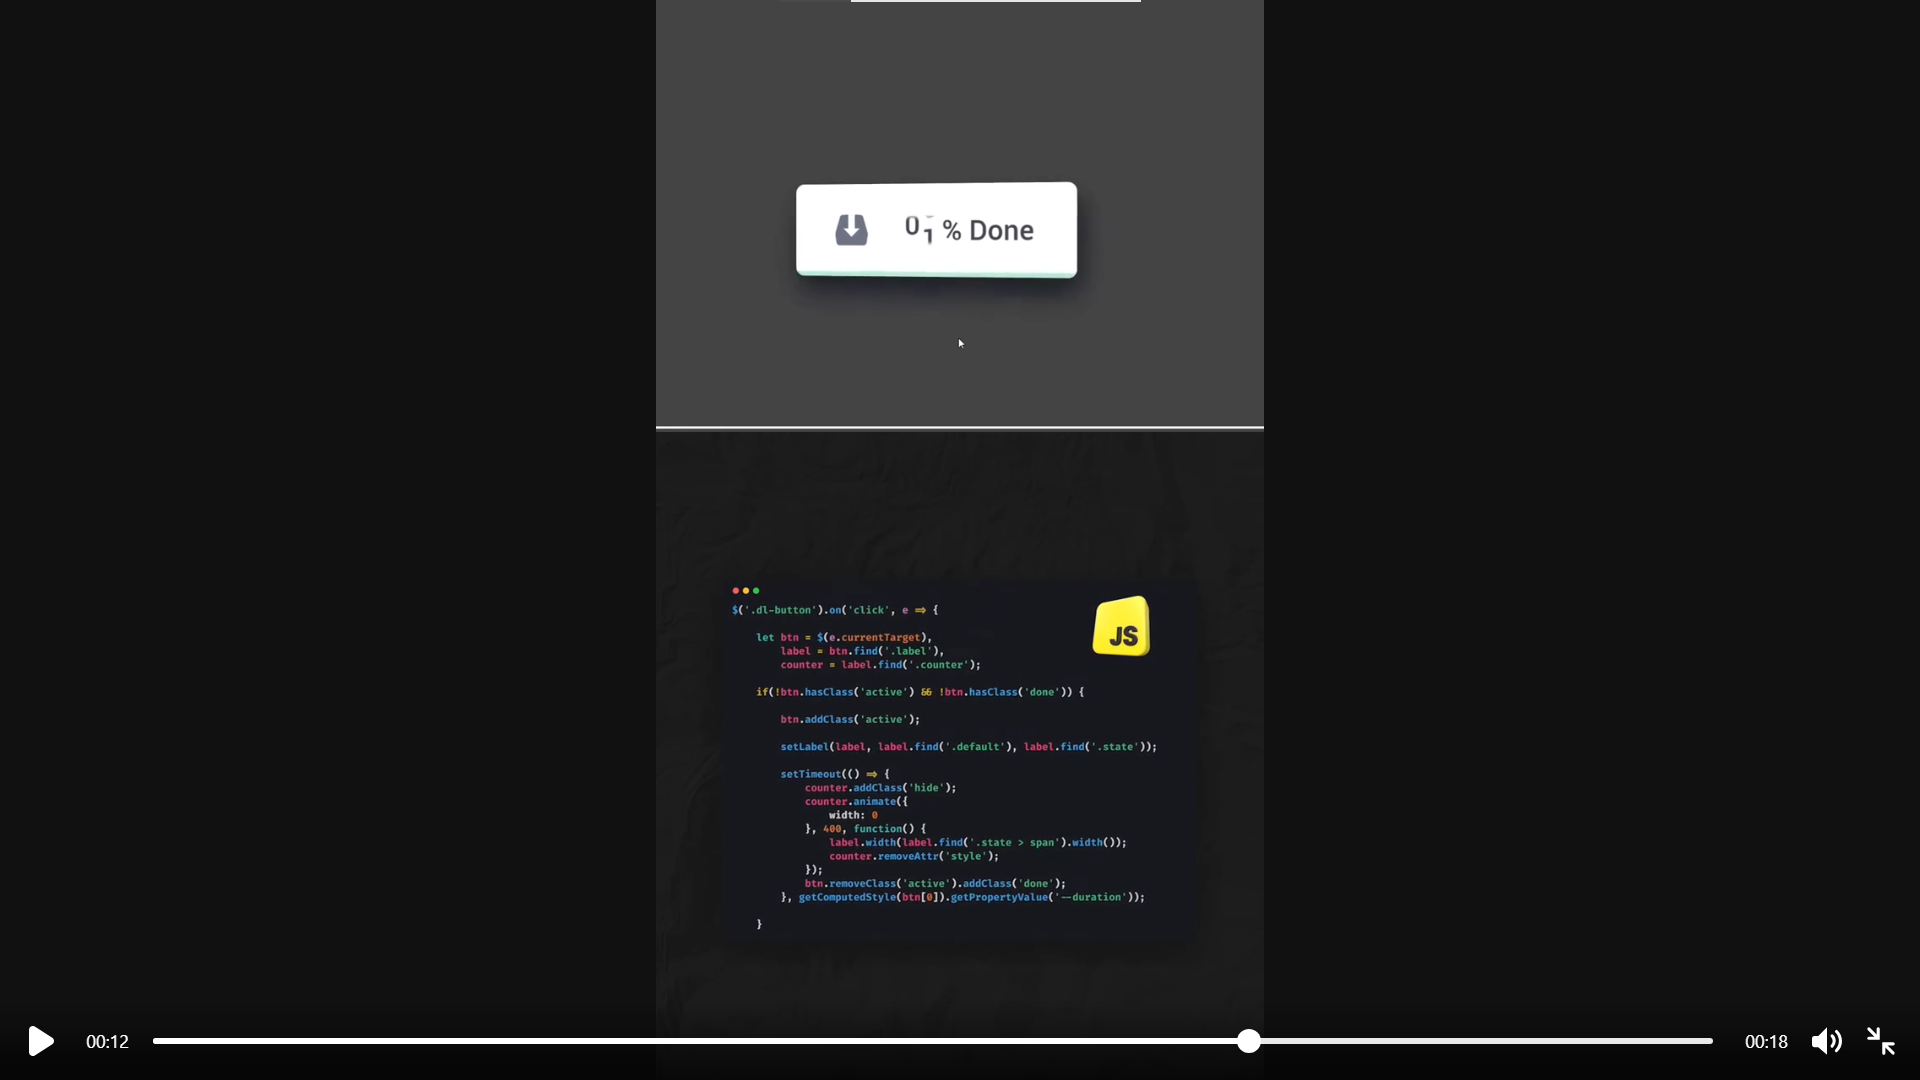 01 % Done
JS
$('.dl-button').on('click', e => {
let btn = $(e.currentTarget),
label = btn.find('.label'),
counter = label.find('.counter');
if(!btn.hasClass('active') && !btn.hasClass('done')) {
btn.addClass('active');
setLabel(label, label.find('.default'), label.find('.state'));
setTimeout(() => {
counter.addClass('hide');
counter.animate({
width: 0
}, 400, function() {
label.width(label.find('.state > span').width());
counter.removeAttr('style');
});
btn.removeClass('active').addClass('done');
}, getComputedStyle(btn[0]).getPropertyValue('--duration'));
}
00:12
00:18